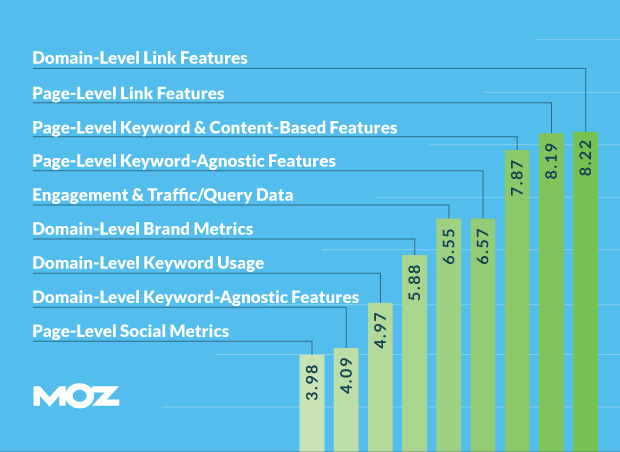 Domain-Level Link Features
Page-Level Link Features
Page-Level Keyword & Content-Based Features
Page-Level Keyword-Agnostic Features
Engagement & Traffic/Query Data
Domain-Level Brand Metrics
Domain-Level Keyword Usage
Domain-Level Keyword-Agnostic Features
Page-Level Social Metrics
3.98
4.09
4.97
5.88
6.55
6.57
7.87
8.19
8.22
MOZ